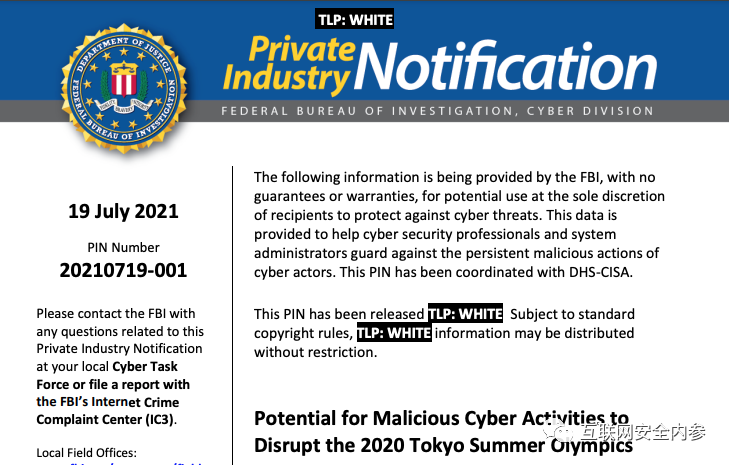 TLP: WHITE
Private
Industry
Notification
FEDERAL BUREAU OF INVESTIGATION, CYBER DIVISION
DEPARTMENT OF JUSTICE
FEDERAL BUREAU OF INVESTIGATION
19 July 2021
PIN Number
20210719-001
Please contact the FBI with
any questions related to this
Private Industry Notification
at your local Cyber Task
Force or file a report with
the FBI's Internet Crime
Complaint Center (IC3).
Local Field Offices:
The following information is being provided by the FBI, with no
guarantees or warranties, for potential use at the sole discretion
of recipients to protect against cyber threats. This data is
provided to help cyber security professionals and system
administrators guard against the persistent malicious actions of
cyber actors. This PIN has been coordinated with DHS-CISA.
This PIN has been released TLP: WHITE Subject to standard
copyright rules, TLP: WHITE information may be distributed
without restriction.
Potential for Malicious Cyber Activities to
Disrupt the 2020 Tokyo Summer Olympics
互联网安全内参